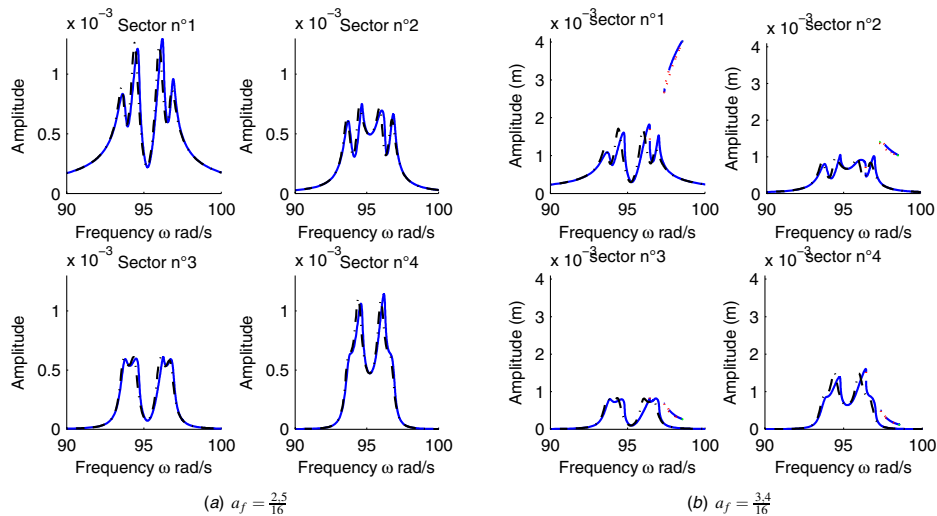 x 10⁻³ Sector n°1
Amplitude
1
0.5
0
90 95 100
Frequency ω rad/s
x 10⁻³ Sector n°2
Amplitude
1
0.5
0
90 95 100
Frequency ω rad/s
x 10⁻³ Sector n°3
Amplitude
1
0.5
0
90 95 100
Frequency ω rad/s
x 10⁻³ Sector n°4
Amplitude
1
0.5
0
90 95 100
Frequency ω rad/s
(a) a_f = 2.5/16
x 10⁻³ sector n°1
Amplitude (m)
4
3
2
1
0
90 95 100
Frequency ω rad/s
x 10⁻³ sector n°2
Amplitude (m)
4
3
2
1
0
90 95 100
Frequency ω rad/s
x 10⁻³ sector n°3
Amplitude (m)
4
3
2
1
0
90 95 100
Frequency ω rad/s
x 10⁻³ sector n°4
Amplitude (m)
4
3
2
1
0
90 95 100
Frequency ω rad/s
(b) a_f = 3.4/16